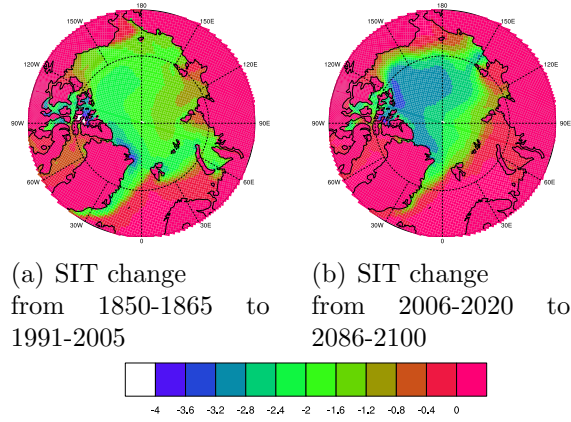 180
180
150W
150E
150W
150E
120W
120E
120W
120E
90W
90E
90W
90E
60W
60E
60W
60E
30W
30E
30W
30E
0
0
(a) SIT change
from 1850-1865 to
1991-2005
(b) SIT change
from 2006-2020 to
2086-2100
-4 -3.6 -3.2 -2.8 -2.4 -2 -1.6 -1.2 -0.8 -0.4 0